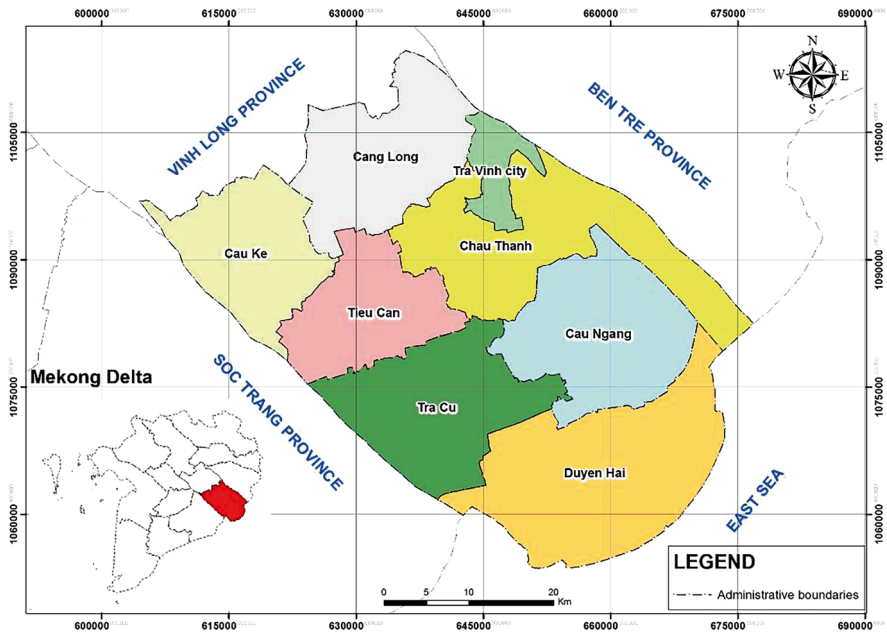 600000 615000 630000 645000 660000 675000 690000
N
W E
S
VINH LONG PROVINCE
BEN TRE PROVINCE
1105000 1105000
Cang Long
Tra Vinh city
Chau Thanh
Cau Ke
1090000 1090000
Tieu Can
Cau Ngang
Mekong Delta
SOC TRANG PROVINCE
1075000 1075000
Tra Cu
Duyen Hai
EAST SEA
1060000 1060000
LEGEND
Administrative boundaries
0 5 10 20
Km
600000 615000 630000 645000 660000 675000 690000